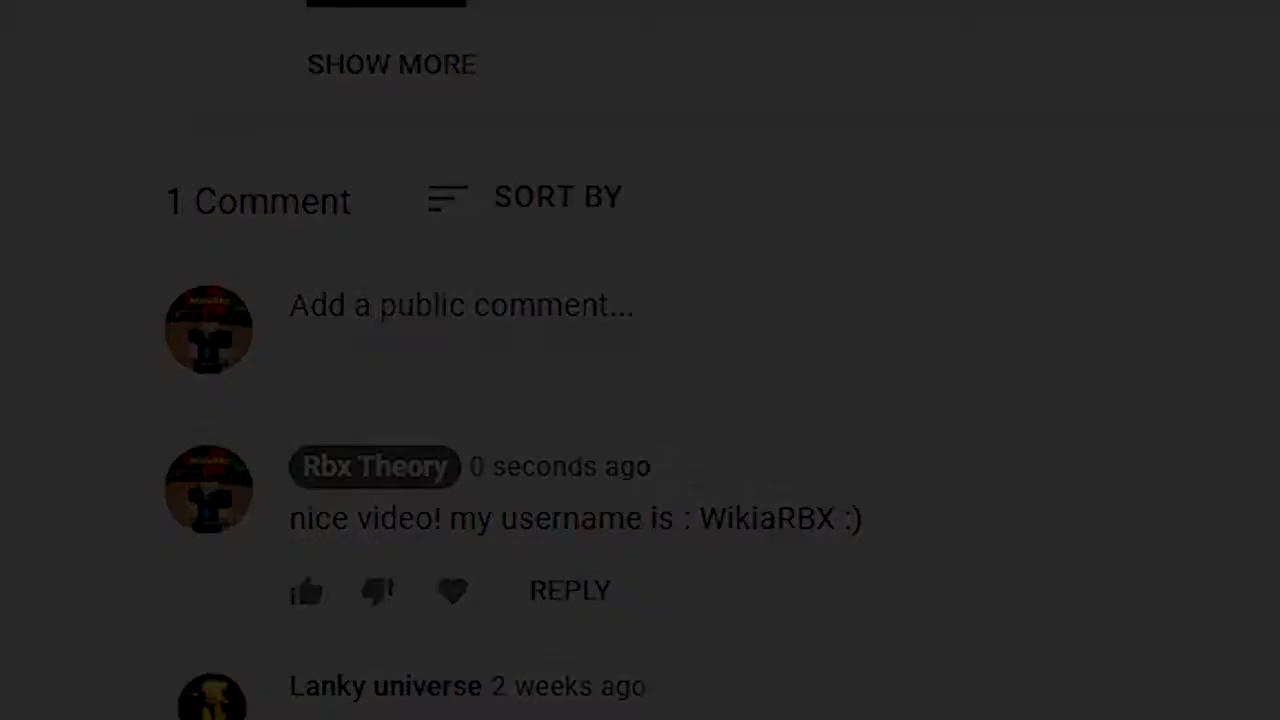 SHOW MORE
1 Comment
SORT BY
Add a public comment...
Rbx Theory 0 seconds ago
nice video! my username is : WikiaRBX :)
REPLY
Lanky universe 2 weeks ago